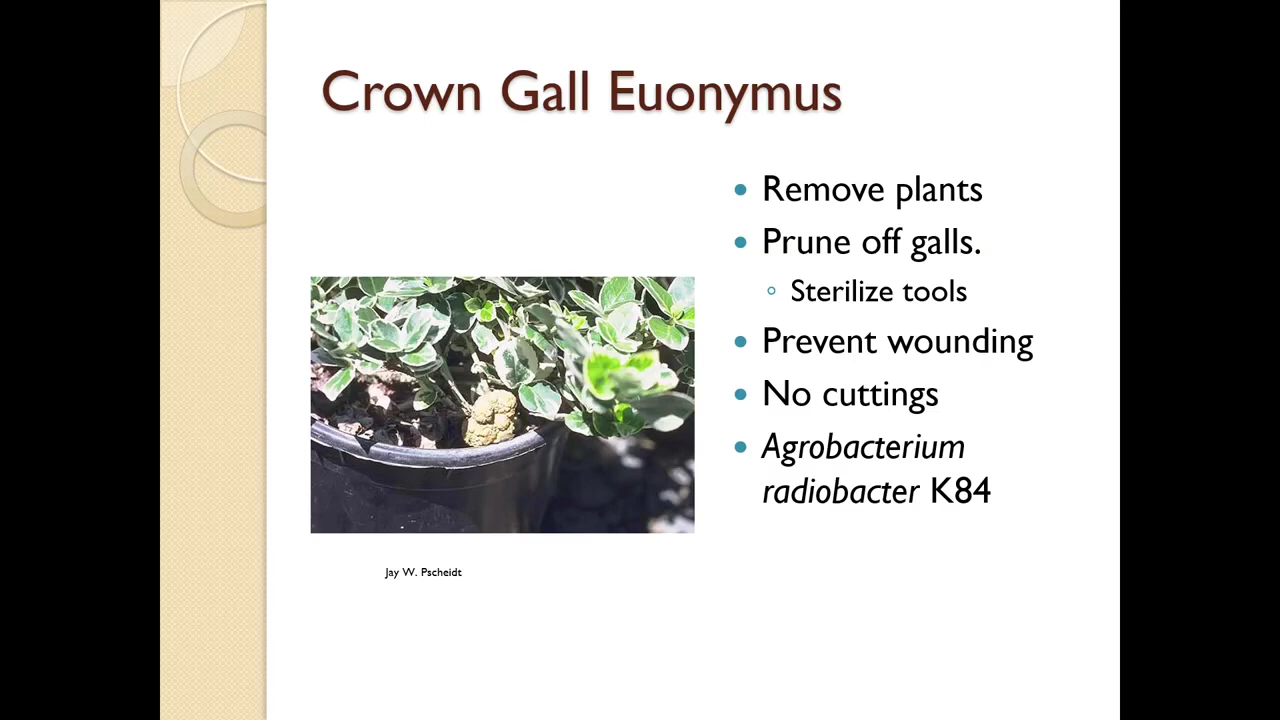 Crown Gall Euonymus
Remove plants
Prune off galls.
Sterilize tools
Prevent wounding
No cuttings
Agrobacterium
radiobacter K84
Jay W. Pscheidt